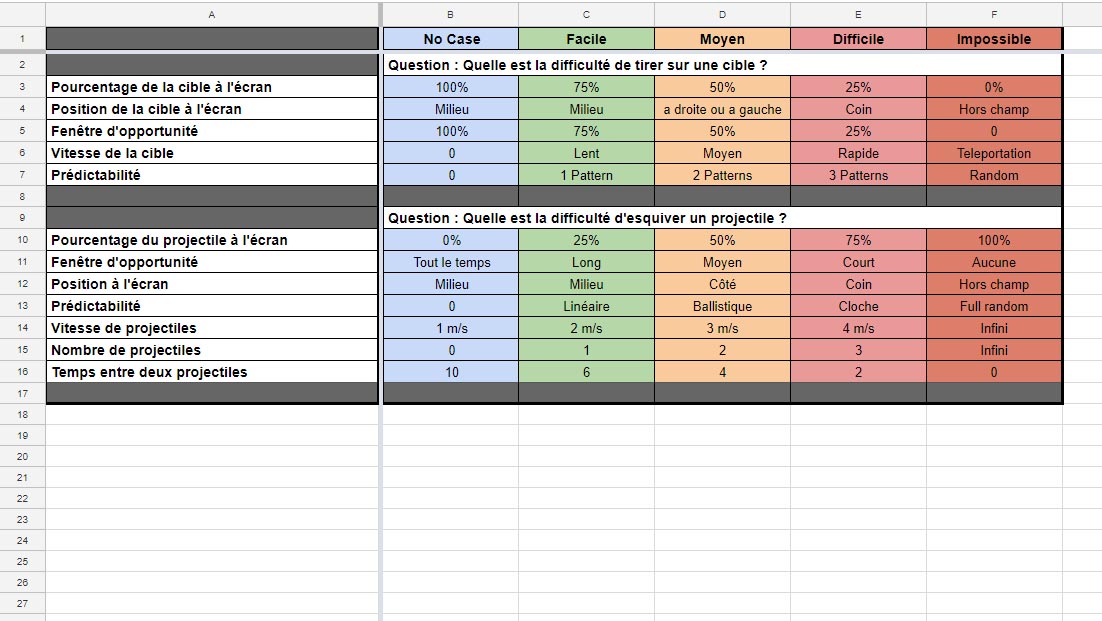 A B C D E F
1 No Case Facile Moyen Difficile Impossible
2 Question : Quelle est la difficulté de tirer sur une cible ?
3 Pourcentage de la cible à l'écran 100% 75% 50% 25% 0%
4 Position de la cible à l'écran Milieu Milieu a droite ou a gauche Coin Hors champ
5 Fenêtre d'opportunité 100% 75% 50% 25% 0
6 Vitesse de la cible 0 Lent Moyen Rapide Teleportation
7 Prédictabilité 0 1 Pattern 2 Patterns 3 Patterns Random
8
9 Question : Quelle est la difficulté d'esquiver un projectile ?
10 Pourcentage du projectile à l'écran 0% 25% 50% 75% 100%
11 Fenêtre d'opportunité Tout le temps Long Moyen Court Aucune
12 Position à l'écran Milieu Milieu Côté Coin Hors champ
13 Prédictabilité 0 Linéaire Ballistique Cloche Full random
14 Vitesse de projectiles 1 m/s 2 m/s 3 m/s 4 m/s Infini
15 Nombre de projectiles 0 1 2 3 Infini
16 Temps entre deux projectiles 10 6 4 2 0
17
18
19
20
21
22
23
24
25
26
27